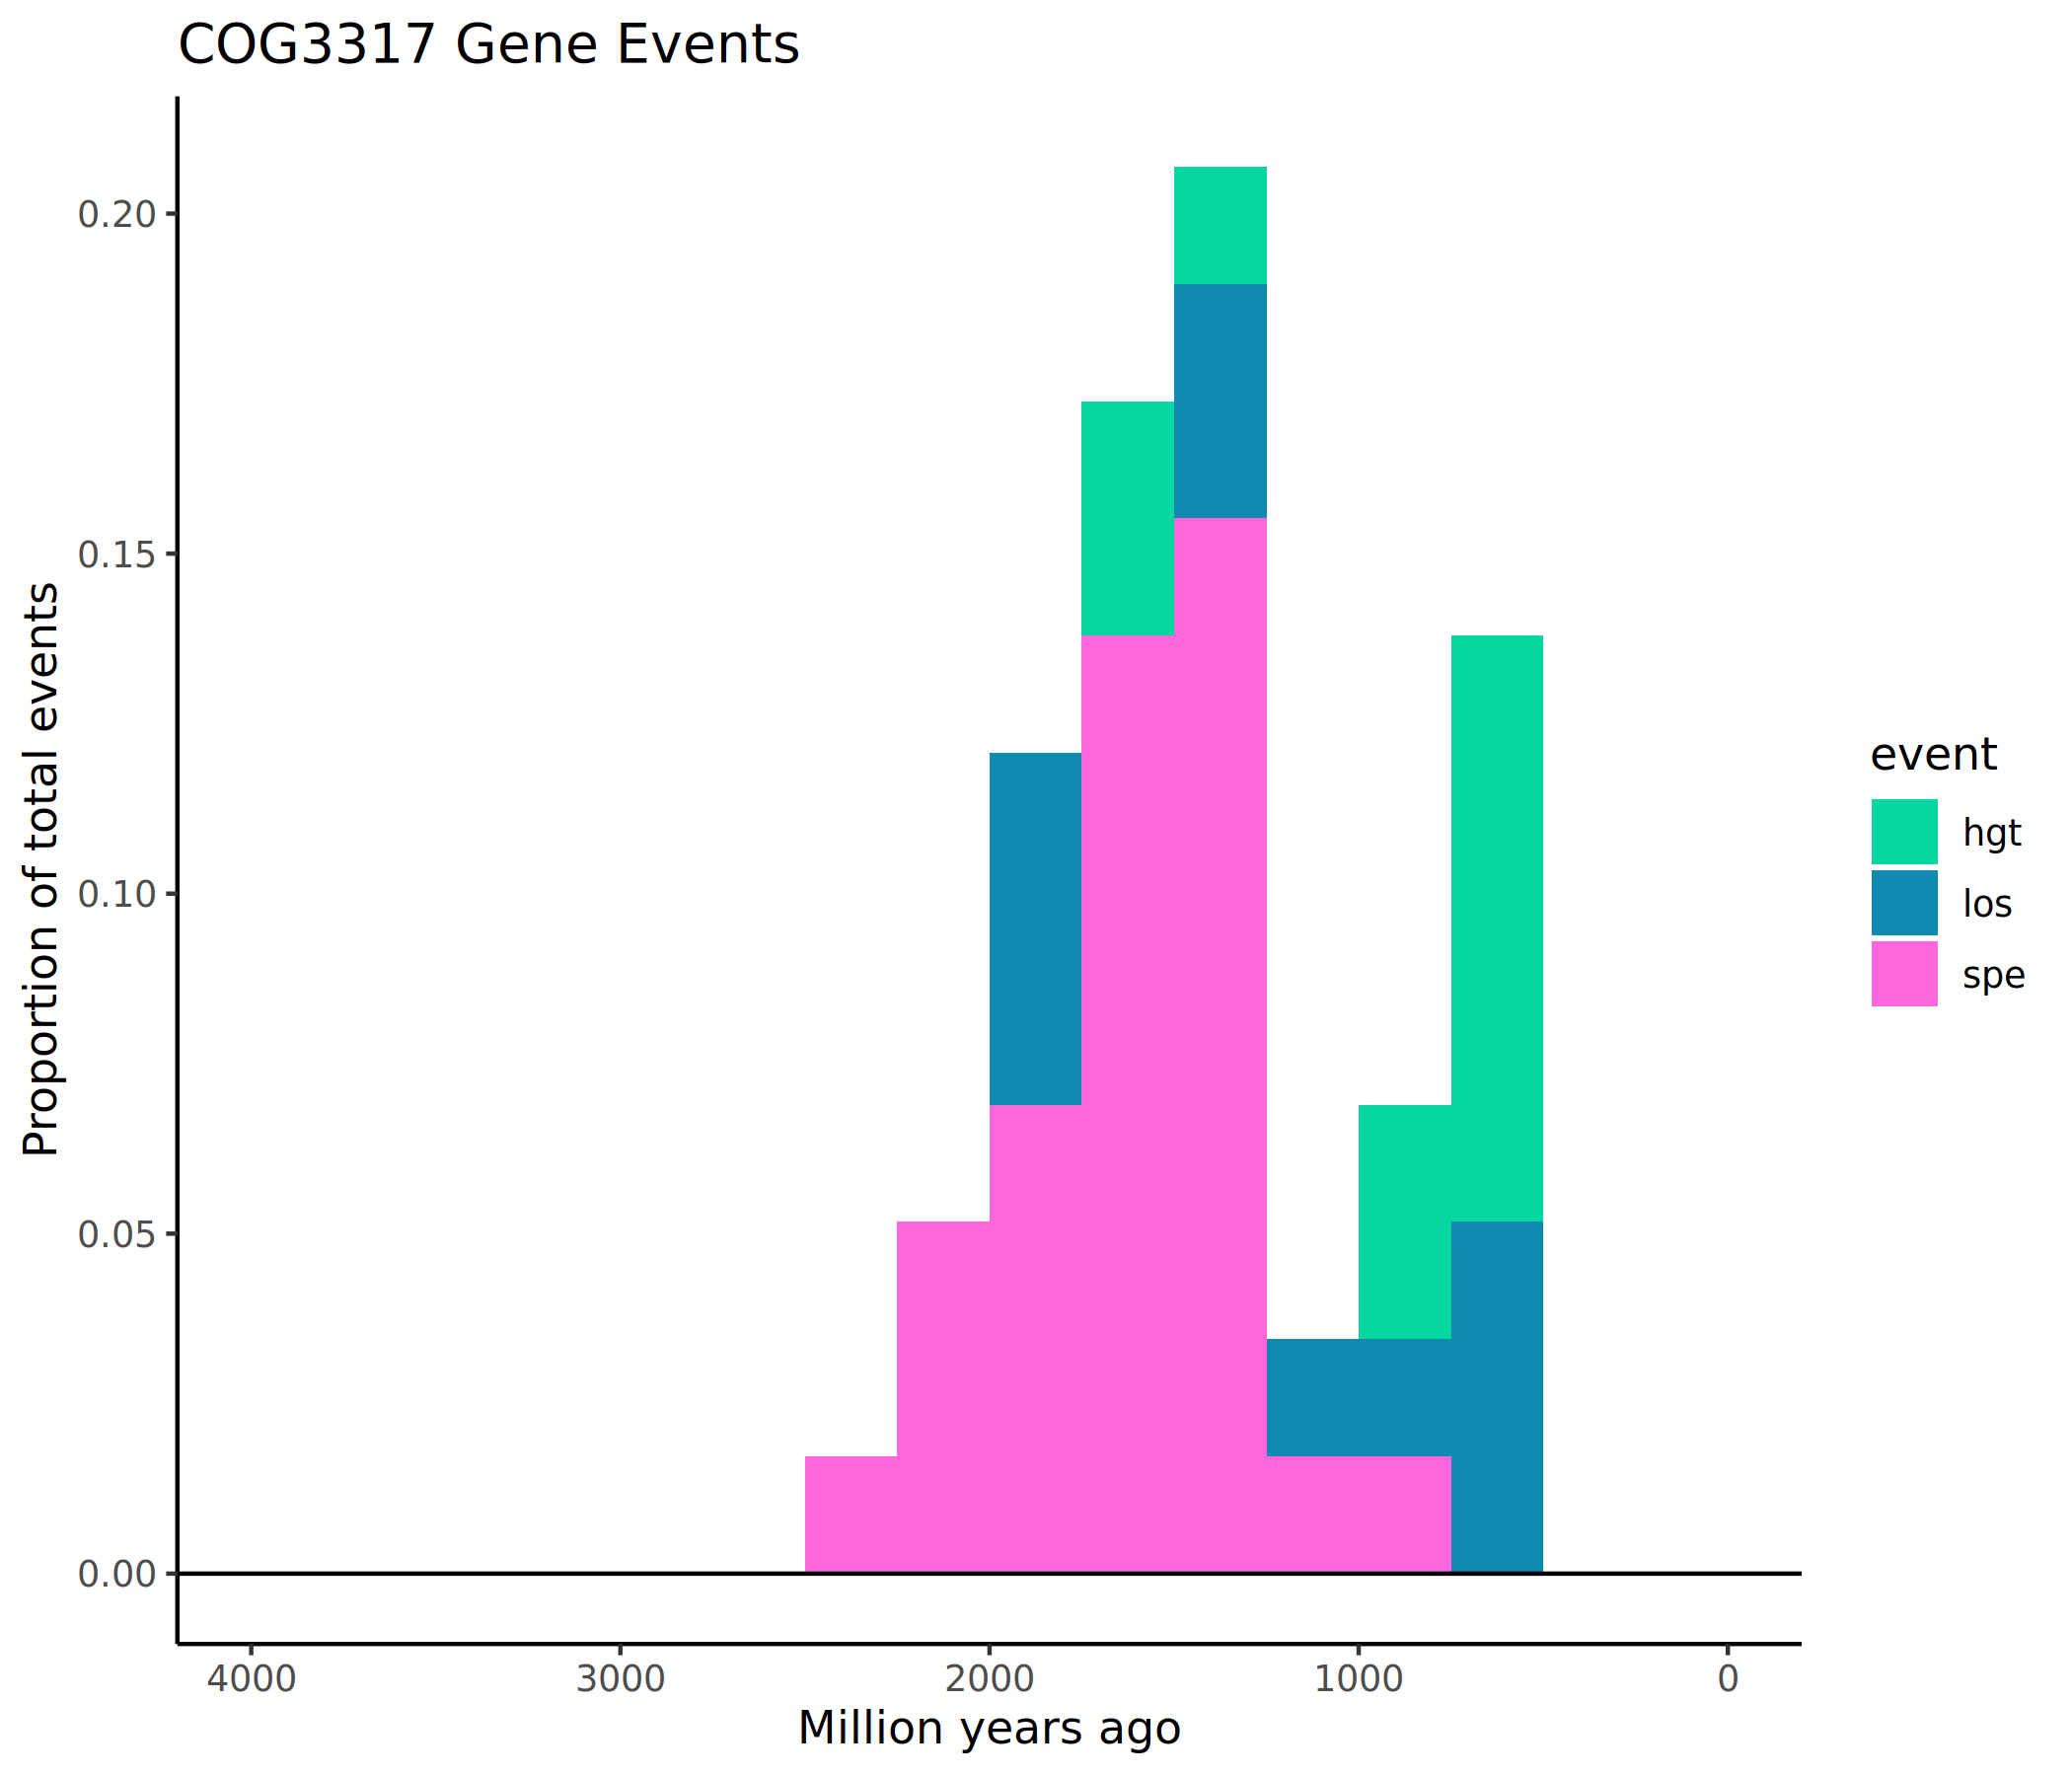 COG3317 Gene Events
Proportion of total events
0.20
0.15
0.10
0.05
0.00
4000 3000 2000 1000 0
Million years ago
event
hgt
los
spe